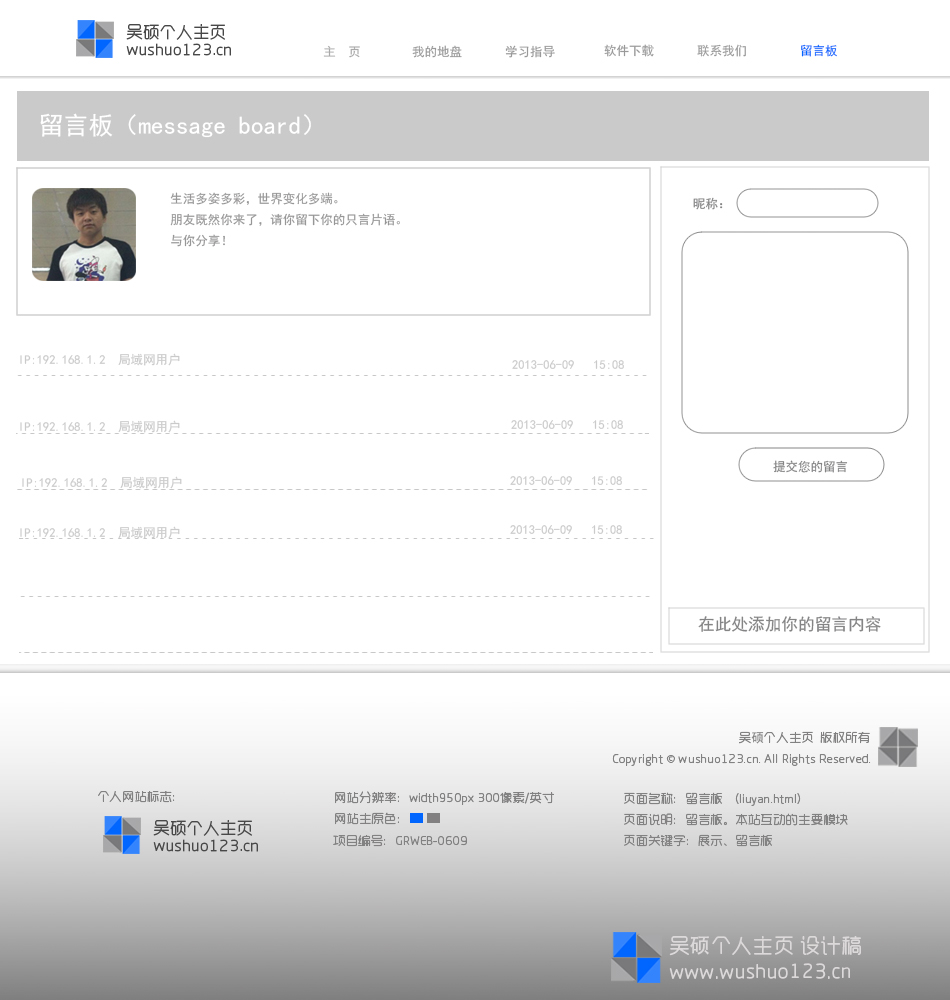 吴硕个人主页
wushuo123.cn
主 页 我的地盘 学习指导 软件下载 联系我们 留言板
留言板（message board）
生活多姿多彩，世界变化多端。
朋友既然你来了，请你留下你的只言片语。
与你分享！
昵称：
提交您的留言
在此处添加你的留言内容
IP:192.168.1.2 局域网用户 2013-06-09 15:08
IP:192.168.1.2 局域网用户 2013-06-09 15:08
IP:192.168.1.2 局域网用户 2013-06-09 15:08
IP:192.168.1.2 局域网用户 2013-06-09 15:08
吴硕个人主页 版权所有
Copyright © wushuo123.cn. All Rights Reserved.
个人网站标志:
吴硕个人主页
wushuo123.cn
网站分辨率: width950px 300像素/英寸
网站主原色:
项目编号: GRWEB-0609
页面名称: 留言板 (liuyan.html)
页面说明: 留言板。本站互动的主要模块
页面关键字: 展示、留言板
吴硕个人主页 设计稿
www.wushuo123.cn